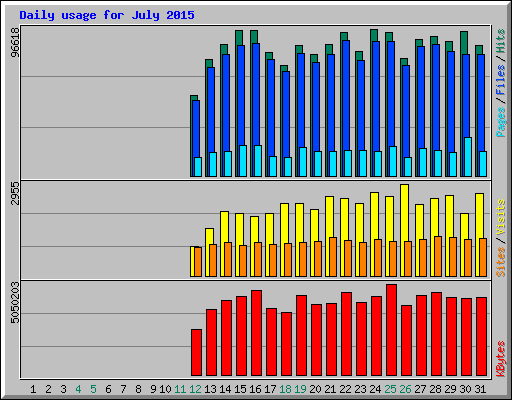 Daily usage for July 2015
96618
Pages / Files / Hits
2955
Sites / Visits
5050203
KBytes
1 2 3 4 5 6 7 8 9 10 11 12 13 14 15 16 17 18 19 20 21 22 23 24 25 26 27 28 29 30 31